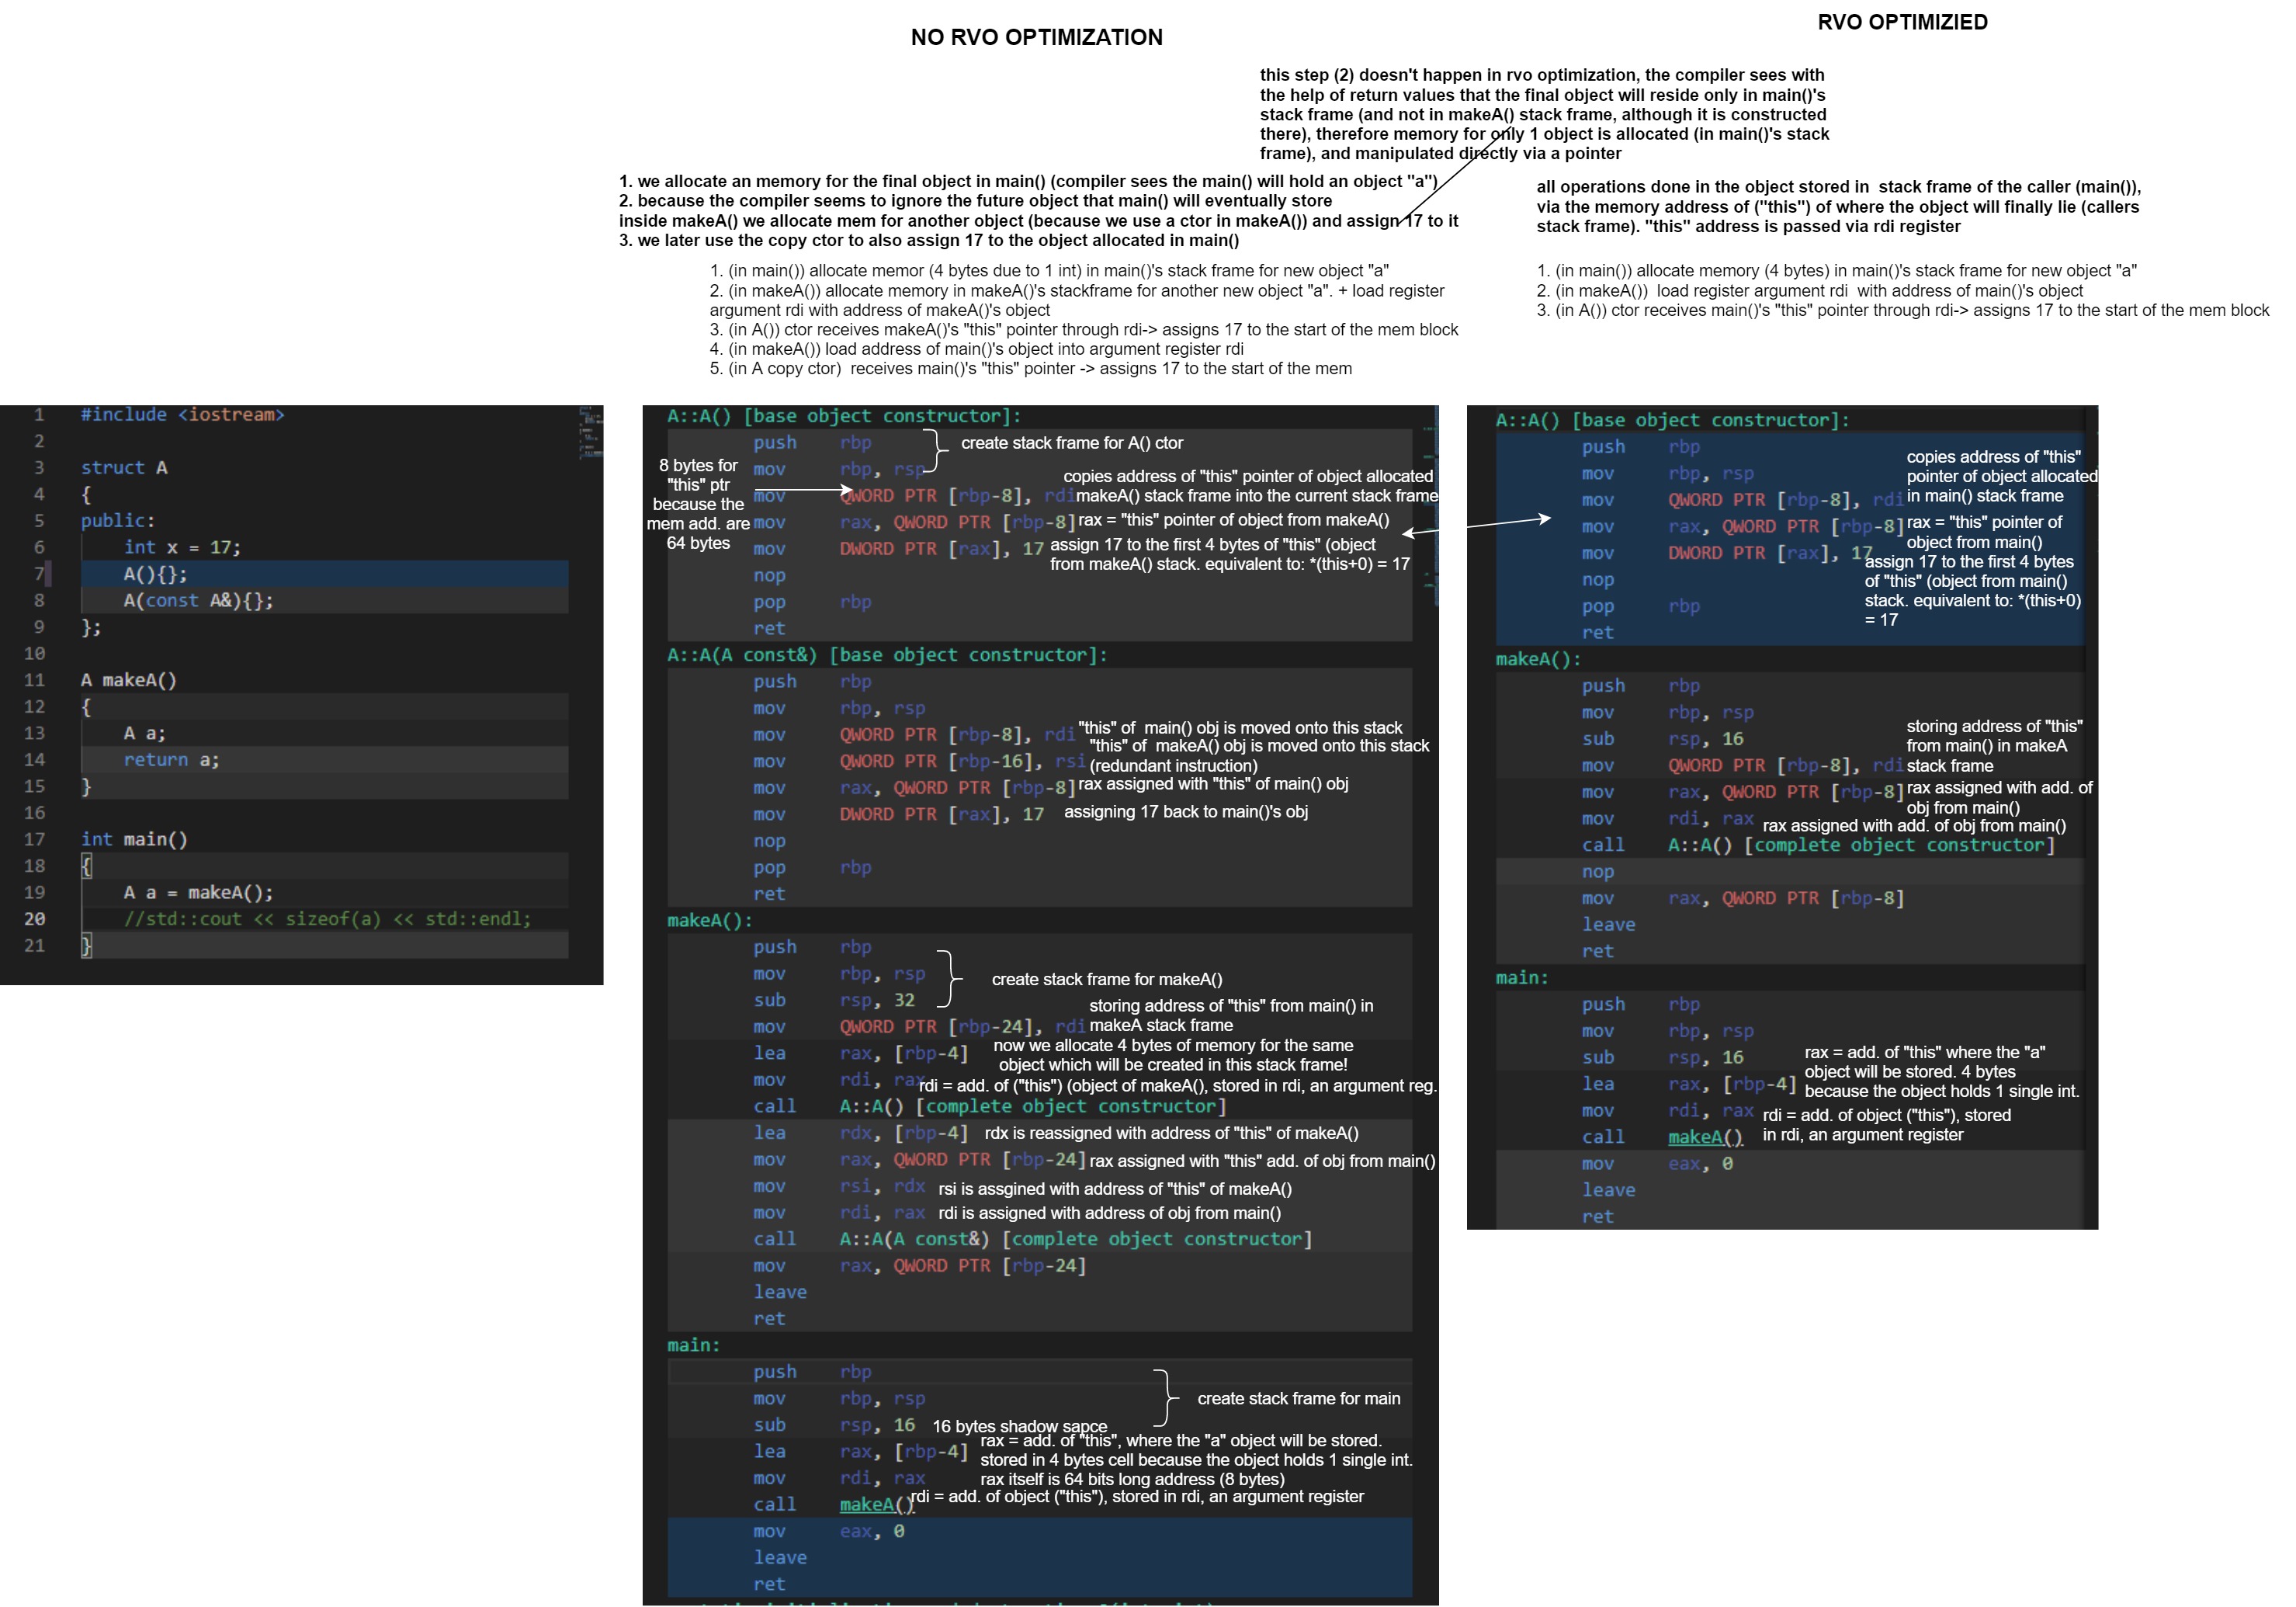 NO RVO OPTIMIZATION
RVO OPTIMIZIED
this step (2) doesn't happen in rvo optimization, the compiler sees with
the help of return values that the final object will reside only in main()'s
stack frame (and not in makeA() stack frame, although it is constructed
there), therefore memory for only 1 object is allocated (in main()'s stack
frame), and manipulated directly via a pointer
1. we allocate an memory for the final object in main() (compiler sees the main() will hold an object "a")
2. because the compiler seems to ignore the future object that main() will eventually store
inside makeA() we allocate mem for another object (because we use a ctor in makeA()) and assign 17 to it
3. we later use the copy ctor to also assign 17 to the object allocated in main()
1. (in main()) allocate memor (4 bytes due to 1 int) in main()'s stack frame for new object "a"
2. (in makeA()) allocate memory in makeA()'s stackframe for another new object "a". + load register
argument rdi with address of makeA()'s object
3. (in A()) ctor receives makeA()'s "this" pointer through rdi-> assigns 17 to the start of the mem block
4. (in makeA()) load address of main()'s object into argument register rdi
5. (in A copy ctor)  receives main()'s "this" pointer -> assigns 17 to the start of the mem
all operations done in the object stored in  stack frame of the caller (main()),
via the memory address of ("this") of where the object will finally lie (callers
stack frame). "this" address is passed via rdi register
1. (in main()) allocate memory (4 bytes) in main()'s stack frame for new object "a"
2. (in makeA())  load register argument rdi  with address of main()'s object
3. (in A()) ctor receives main()'s "this" pointer through rdi-> assigns 17 to the start of the mem block
1 #include <iostream>
2
3 struct A
4 {
5 public:
6     int x = 17;
7     A(){};
8     A(const A&){};
9 };
10
11 A makeA()
12 {
13     A a;
14     return a;
15 }
16
17 int main()
18 {
19     A a = makeA();
20     //std::cout << sizeof(a) << std::endl;
21 }
A::A() [base object constructor]:
push rbp
create stack frame for A() ctor
mov rbp, rsp
8 bytes for
"this" ptr
because the
mem add. are
64 bytes
copies address of "this" pointer of object allocated
mov QWORD PTR [rbp-8], rdi makeA() stack frame into the current stack frame
mov rax, QWORD PTR [rbp-8] rax = "this" pointer of object from makeA()
mov DWORD PTR [rax], 17 assign 17 to the first 4 bytes of "this" (object
from makeA() stack. equivalent to: *(this+0) = 17
nop
pop rbp
ret
A::A(A const&) [base object constructor]:
push rbp
mov rbp, rsp
mov QWORD PTR [rbp-8], rdi "this" of  main() obj is moved onto this stack
mov QWORD PTR [rbp-16], rsi "this" of  makeA() obj is moved onto this stack
(redundant instruction)
mov rax, QWORD PTR [rbp-8] rax assigned with "this" of main() obj
mov DWORD PTR [rax], 17 assigning 17 back to main()'s obj
nop
pop rbp
ret
makeA():
push rbp
mov rbp, rsp
create stack frame for makeA()
sub rsp, 32
storing address of "this" from main() in
mov QWORD PTR [rbp-24], rdi makeA stack frame
lea rax, [rbp-4] now we allocate 4 bytes of memory for the same
object which will be created in this stack frame!
mov rdi, rax rdi = add. of ("this") (object of makeA(), stored in rdi, an argument reg.
call A::A() [complete object constructor]
lea rdx, [rbp-4] rdx is reassigned with address of "this" of makeA()
mov rax, QWORD PTR [rbp-24] rax assigned with "this" add. of obj from main()
mov rsi, rdx rsi is assgined with address of "this" of makeA()
mov rdi, rax rdi is assigned with address of obj from main()
call A::A(A const&) [complete object constructor]
mov rax, QWORD PTR [rbp-24]
leave
ret
main:
push rbp
mov rbp, rsp
create stack frame for main
sub rsp, 16 16 bytes shadow sapce
lea rax, [rbp-4] rax = add. of "this", where the "a" object will be stored.
stored in 4 bytes cell because the object holds 1 single int.
mov rdi, rax rax itself is 64 bits long address (8 bytes)
call makeA() rdi = add. of object ("this"), stored in rdi, an argument register
mov eax, 0
leave
ret
A::A() [base object constructor]:
push rbp
mov rbp, rsp
mov QWORD PTR [rbp-8], rdi
copies address of "this"
pointer of object allocated
in main() stack frame
mov rax, QWORD PTR [rbp-8]
rax = "this" pointer of
object from main()
mov DWORD PTR [rax], 17
assign 17 to the first 4 bytes
of "this" (object from main()
stack. equivalent to: *(this+0)
= 17
nop
pop rbp
ret
makeA():
push rbp
mov rbp, rsp
sub rsp, 16
mov QWORD PTR [rbp-8], rdi
storing address of "this"
from main() in makeA
stack frame
mov rax, QWORD PTR [rbp-8]
rax assigned with add. of
obj from main()
mov rdi, rax rax assigned with add. of obj from main()
call A::A() [complete object constructor]
nop
mov rax, QWORD PTR [rbp-8]
leave
ret
main:
push rbp
mov rbp, rsp
sub rsp, 16
lea rax, [rbp-4]
rax = add. of "this" where the "a"
object will be stored. 4 bytes
because the object holds 1 single int.
mov rdi, rax
rdi = add. of object ("this"), stored
in rdi, an argument register
call makeA()
mov eax, 0
leave
ret